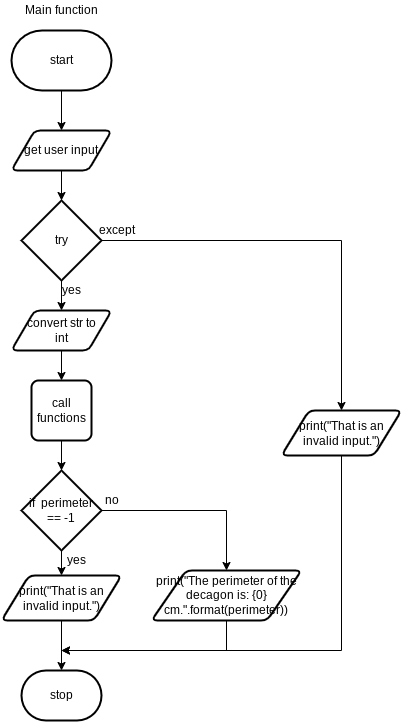 Main function
start
get user input
try
except
yes
convert str to
int
call
functions
if perimeter
== -1
no
yes
print("That is an
invalid input.")
print("The perimeter of the
decagon is: {0}
cm.".format(perimeter))
print("That is an
invalid input.")
stop